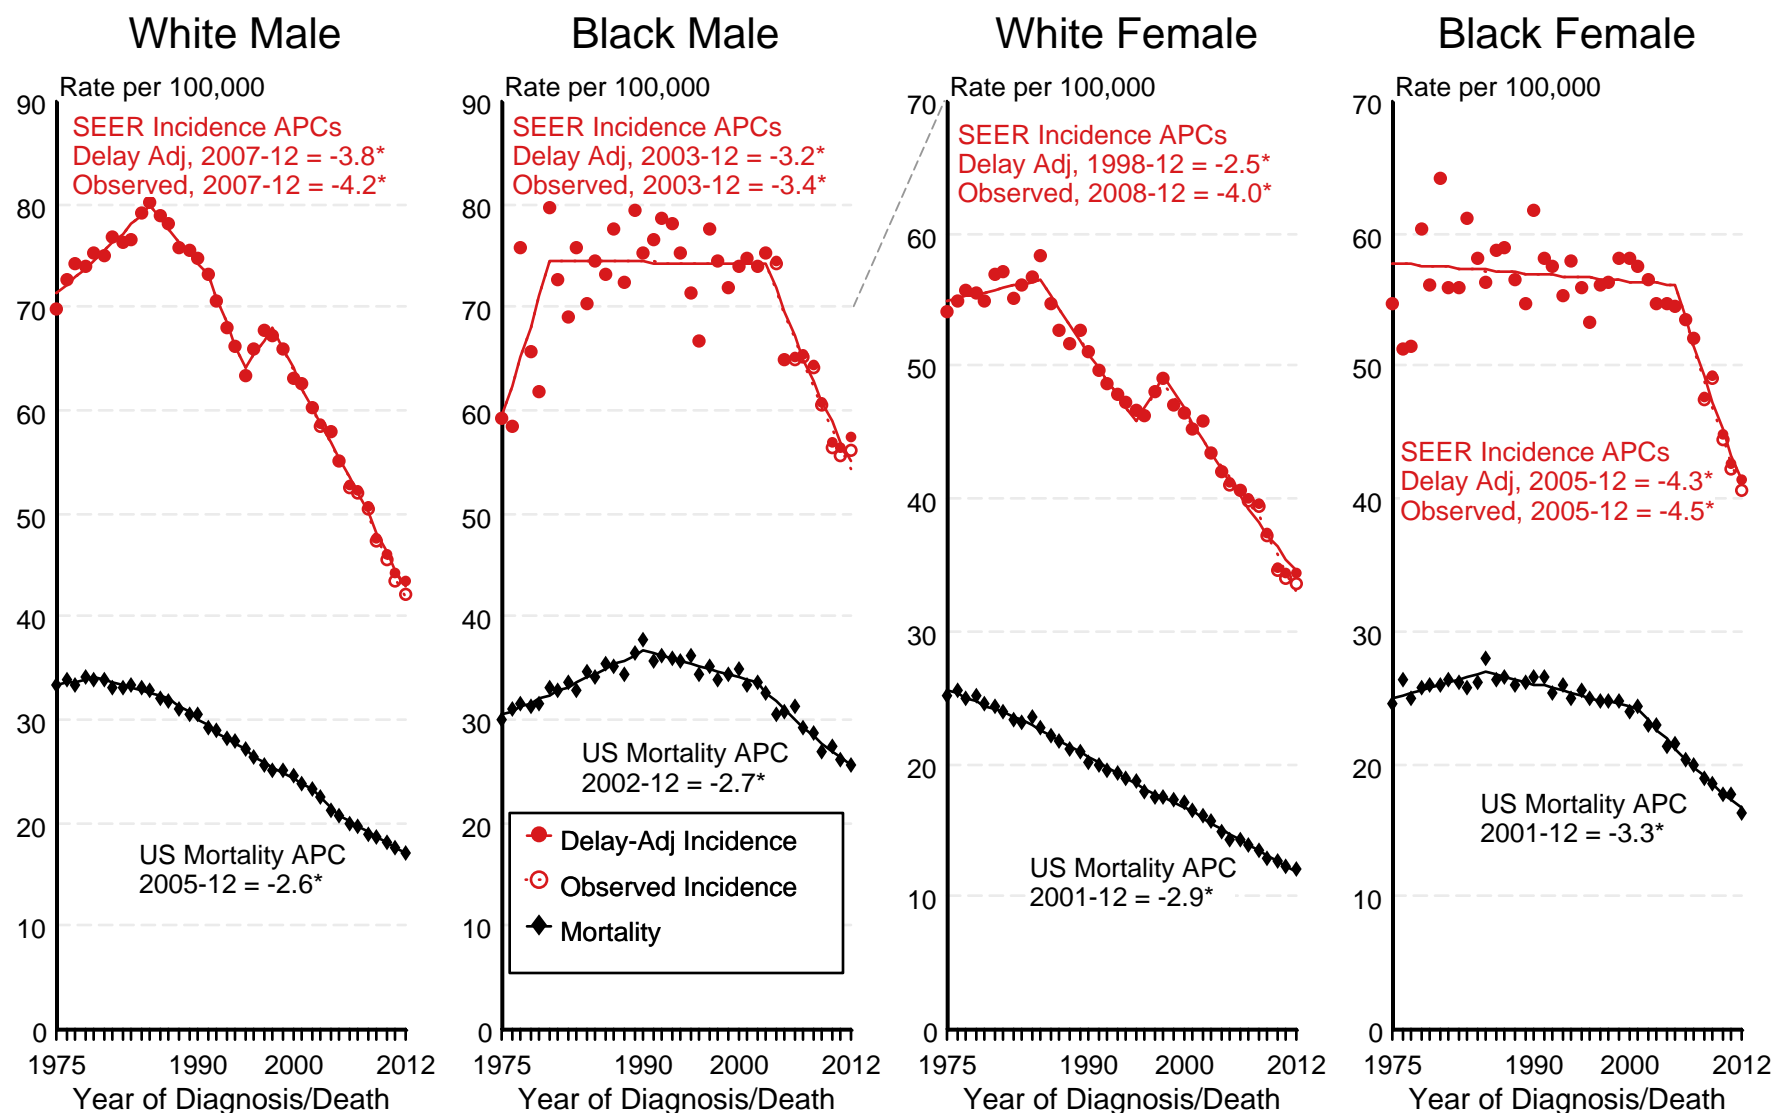 White Male
Rate per 100,000
SEER Incidence APCs
Delay Adj, 2007-12 = -3.8*
Observed, 2007-12 = -4.2*
90
80
70
60
50
40
30
20
10
0
US Mortality APC
2005-12 = -2.6*
1975
1990
2000
2012
Year of Diagnosis/Death
Black Male
Rate per 100,000
SEER Incidence APCs
Delay Adj, 2003-12 = -3.2*
Observed, 2003-12 = -3.4*
90
80
70
60
50
40
30
20
10
0
US Mortality APC
2002-12 = -2.7*
Delay-Adj Incidence
Observed Incidence
Mortality
1975
1990
2000
2012
Year of Diagnosis/Death
White Female
Rate per 100,000
SEER Incidence APCs
Delay Adj, 1998-12 = -2.5*
Observed, 2008-12 = -4.0*
70
60
50
40
30
20
10
0
US Mortality APC
2001-12 = -2.9*
1975
1990
2000
2012
Year of Diagnosis/Death
Black Female
Rate per 100,000
70
60
50
40
30
20
10
0
SEER Incidence APCs
Delay Adj, 2005-12 = -4.3*
Observed, 2005-12 = -4.5*
US Mortality APC
2001-12 = -3.3*
1975
1990
2000
2012
Year of Diagnosis/Death